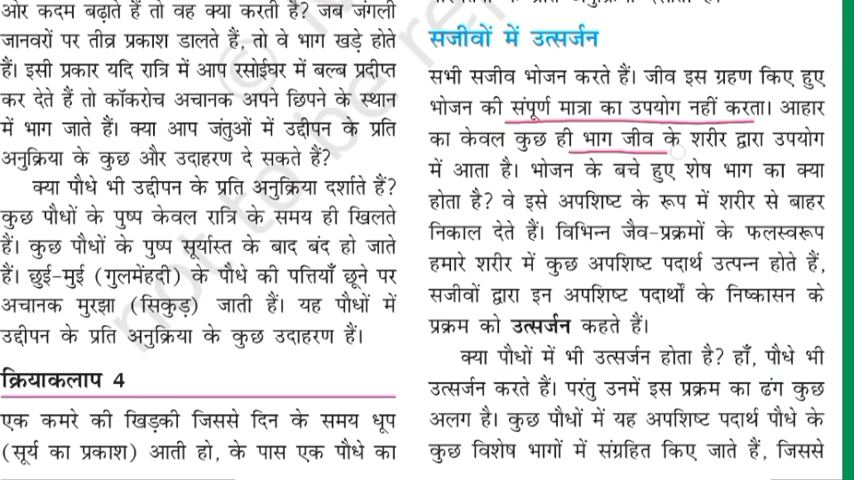 ओर कदम बढ़ाते हैं तो वह क्या करती है? जब जंगली
जानवरों पर तीव्र प्रकाश डालते हैं, तो वे भाग खड़े होते
हैं। इसी प्रकार यदि रात्रि में आप रसोईघर में बल्ब प्रदीप्त
कर देते हैं तो कॉकरोच अचानक अपने छिपने के स्थान
में भाग जाते हैं। क्या आप जंतुओं में उद्दीपन के प्रति
अनुक्रिया के कुछ और उदाहरण दे सकते हैं?
क्या पौधे भी उद्दीपन के प्रति अनुक्रिया दर्शाते हैं?
कुछ पौधों के पुष्प केवल रात्रि के समय ही खिलते
हैं। कुछ पौधों के पुष्प सूर्यास्त के बाद बंद हो जाते
हैं। छुई-मुई (गुलमेंहदी) के पौधे की पत्तियाँ छूने पर
अचानक मुरझा (सिकुड़) जाती हैं। यह पौधों में
उद्दीपन के प्रति अनुक्रिया के कुछ उदाहरण हैं।
क्रियाकलाप 4
एक कमरे की खिड़की जिससे दिन के समय धूप
(सूर्य का प्रकाश) आती हो, के पास एक पौधे का
सजीवों में उत्सर्जन
सभी सजीव भोजन करते हैं। जीव इस ग्रहण किए हुए
भोजन की संपूर्ण मात्रा का उपयोग नहीं करता। आहार
का केवल कुछ ही भाग जीव के शरीर द्वारा उपयोग
में आता है। भोजन के बचे हुए शेष भाग का क्या
होता है? वे इसे अपशिष्ट के रूप में शरीर से बाहर
निकाल देते हैं। विभिन्न जैव-प्रक्रमों के फलस्वरूप
हमारे शरीर में कुछ अपशिष्ट पदार्थ उत्पन्न होते हैं,
सजीवों द्वारा इन अपशिष्ट पदार्थों के निष्कासन के
प्रक्रम को उत्सर्जन कहते हैं।
क्या पौधों में भी उत्सर्जन होता है? हाँ, पौधे भी
उत्सर्जन करते हैं। परंतु उनमें इस प्रक्रम का ढंग कुछ
अलग है। कुछ पौधों में यह अपशिष्ट पदार्थ पौधे के
कुछ विशेष भागों में संग्रहित किए जाते हैं, जिससे
not to be re